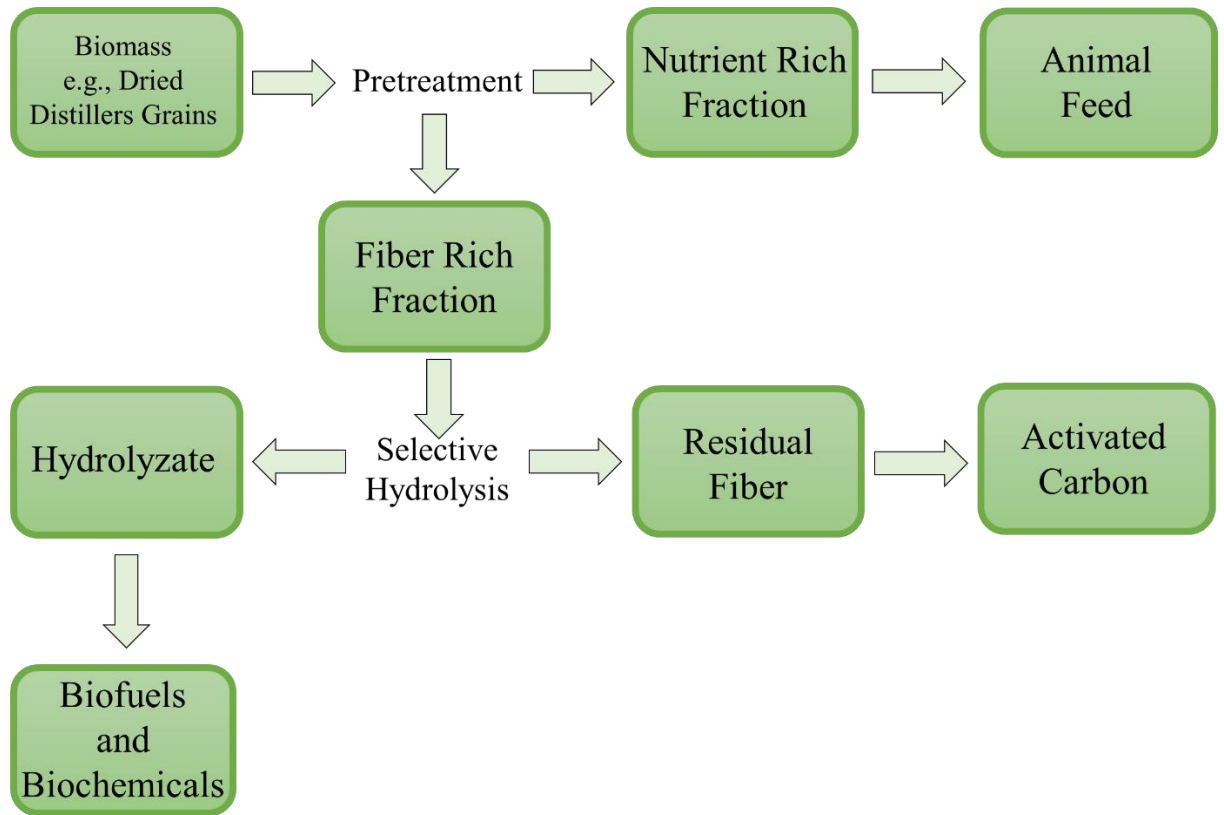 Biomass
e.g., Dried
Distillers Grains
Pretreatment
Nutrient Rich
Fraction
Animal
Feed
Fiber Rich
Fraction
Hydrolyzate
Selective
Hydrolysis
Residual
Fiber
Activated
Carbon
Biofuels
and
Biochemicals